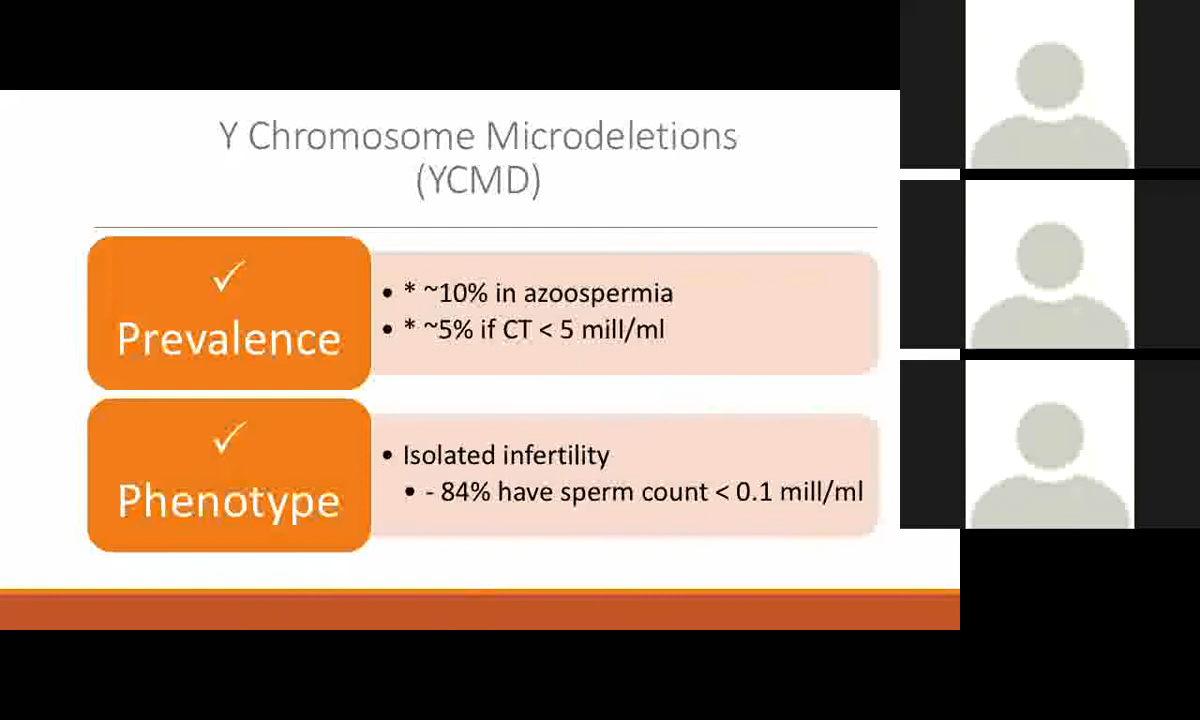 Y Chromosome Microdeletions
(YCMD)
✓
Prevalence
• * ~10% in azoospermia
• * ~5% if CT < 5 mill/ml
✓
Phenotype
• Isolated infertility
• - 84% have sperm count < 0.1 mill/ml